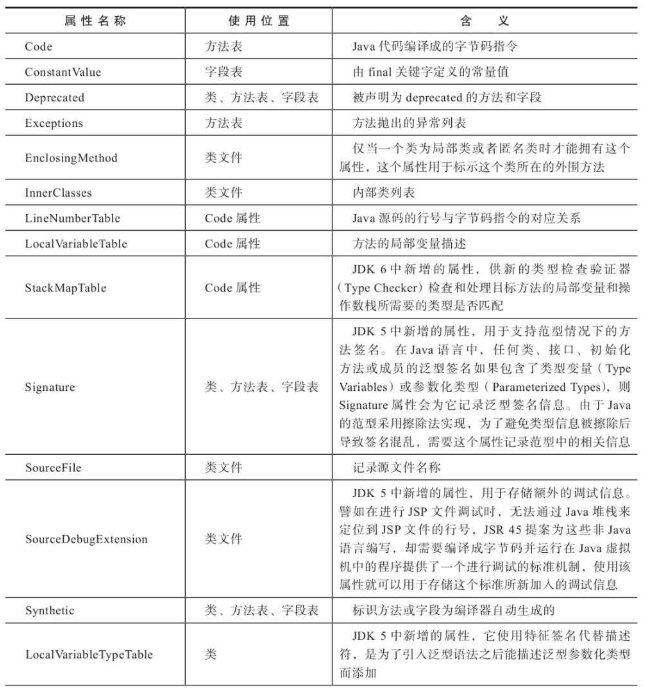 属性名称 使用位置 含 义
Code 方法表 Java 代码编译成的字节码指令
ConstantValue 字段表 由 final 关键字定义的常量值
Deprecated 类、方法表、字段表 被声明为 deprecated 的方法和字段
Exceptions 方法表 方法抛出的异常列表
EnclosingMethod 类文件 仅当一个类为局部类或者匿名类时才能拥有这个
属性，这个属性用于标示这个类所在的外围方法
InnerClasses 类文件 内部类列表
LineNumberTable Code 属性 Java 源码的行号与字节码指令的对应关系
LocalVariableTable Code 属性 方法的局部变量描述
StackMapTable Code 属性 JDK 6 中新增的属性，供新的类型检查验证器
（Type Checker）检查和处理目标方法的局部变量和操
作数栈所需要的类型是否匹配
Signature 类、方法表、字段表 JDK 5 中新增的属性，用于支持范型情况下的方
法签名。在 Java 语言中，任何类、接口、初始化
方法或成员的泛型签名如果包含了类型变量（Type
Variables）或参数化类型（Parameterized Types），则
Signature 属性会为它记录泛型签名信息。由于 Java
的范型采用擦除法实现，为了避免类型信息被擦除后
导致签名混乱，需要这个属性记录范型中的相关信息
SourceFile 类文件 记录源文件名称
SourceDebugExtension 类文件 JDK 5 中新增的属性，用于存储额外的调试信息。
譬如在进行 JSP 文件调试时，无法通过 Java 堆栈来
定位到 JSP 文件的行号，JSR 45 提案为这些非 Java
语言编写，却需要编译成字节码并运行在 Java 虚拟
机中的程序提供了一个进行调试的标准机制，使用该
属性就可以用于存储这个标准所新加入的调试信息
Synthetic 类、方法表、字段表 标识方法或字段为编译器自动生成的
LocalVariableTypeTable 类 JDK 5 中新增的属性，它使用特征签名代替描述
符，是为了引入泛型语法之后能描述泛型参数化类型
而添加